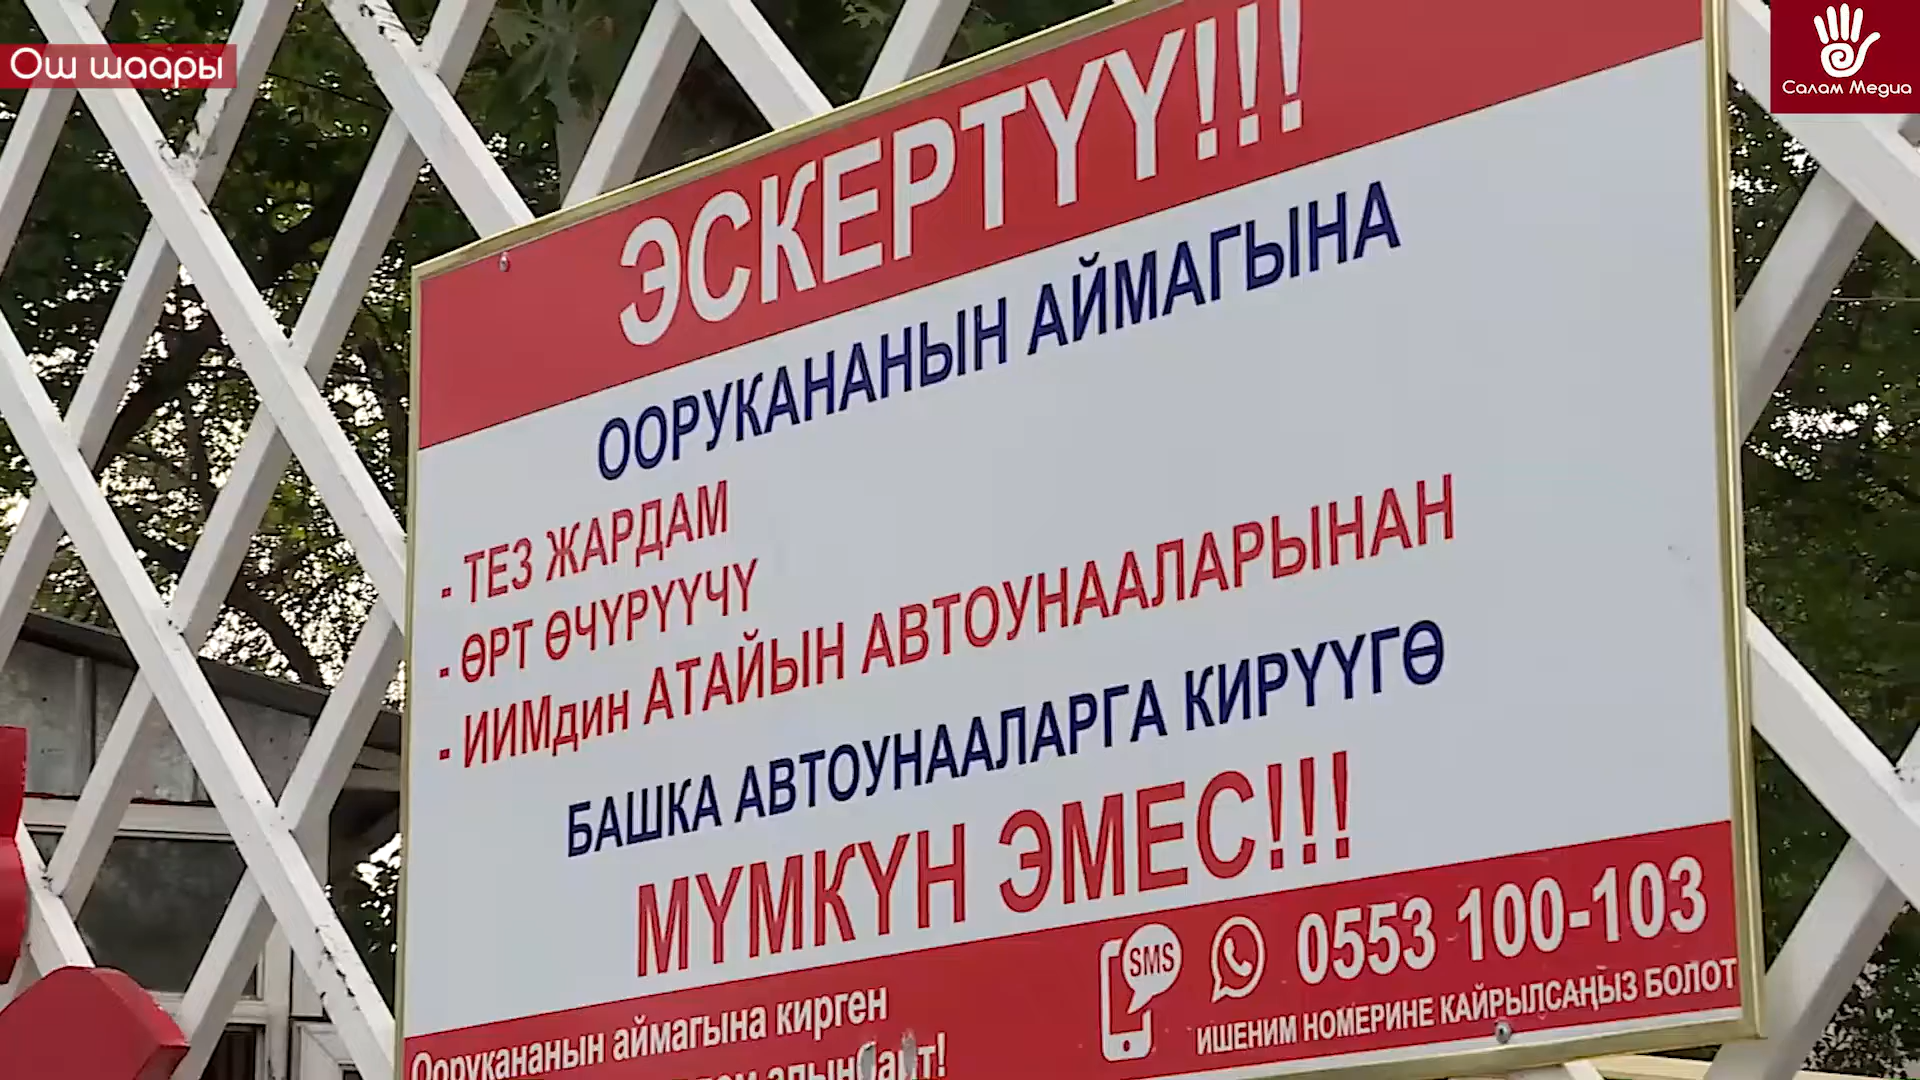 Ош шаары
Салам Медиа
ЭСКЕРТҮҮ!!!
ООРУКАНАНЫН АЙМАГЫНА
- ТЕЗ ЖАРДАМ
- ӨРТ ӨЧҮРҮҮЧҮ
- ИИМдин АТАЙЫН АВТОУНААЛАРЫНАН
БАШКА АВТОУНААЛАРГА КИРҮҮГӨ
МҮМКҮН ЭМЕС!!!
SMS 0553 100-103
ИШЕНИМ НОМЕРИНЕ КАЙРЫЛСАҢЫЗ БОЛОТ
Оорукананын аймагына кирген